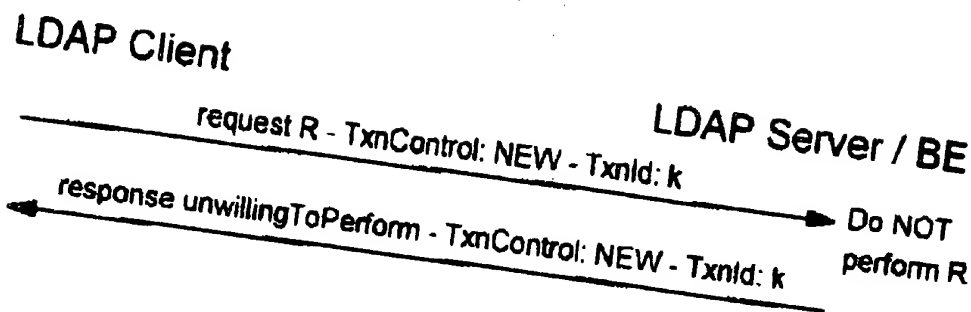 LDAP Client
LDAP Server / BE
request R - TxnControl: NEW - TxnId: k
Do NOT
perform R
response unwillingToPerform - TxnControl: NEW - TxnId: k